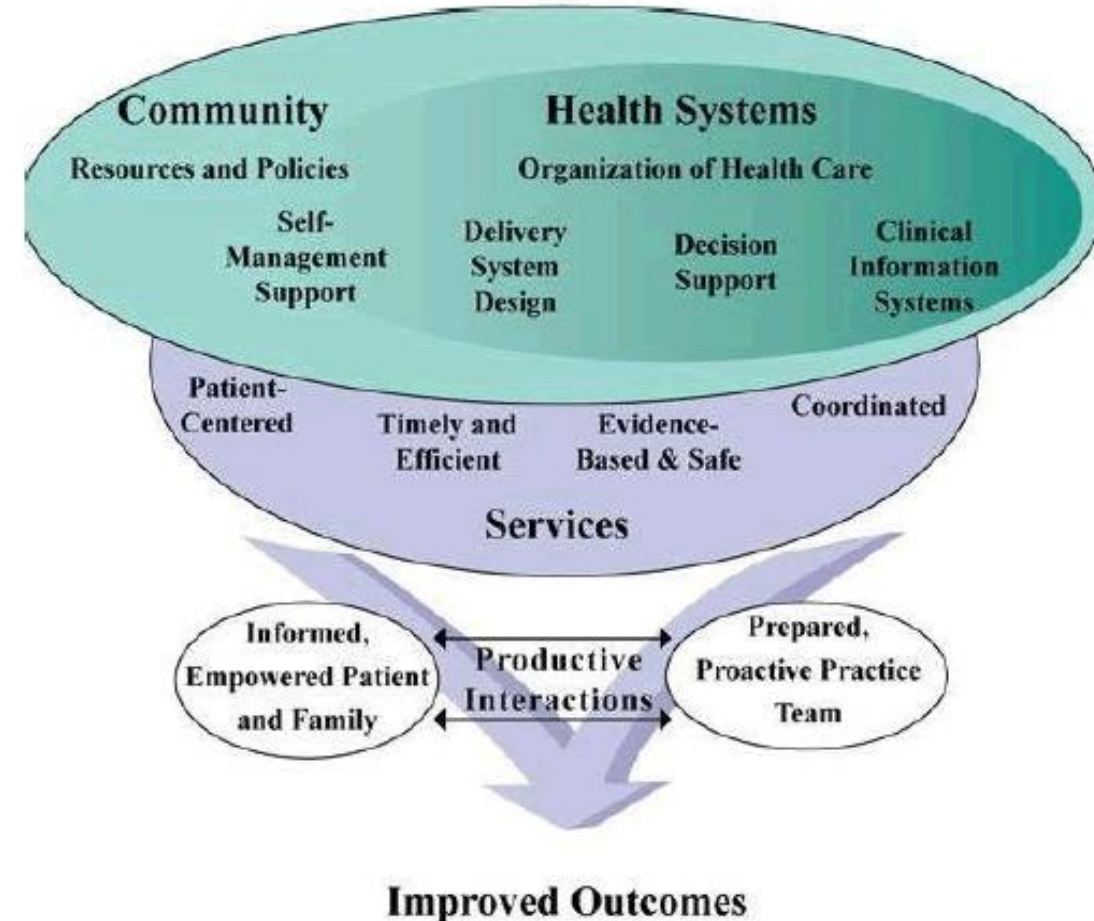 Community
Health Systems
Resources and Policies
Organization of Health Care
Self-
Management
Support
Delivery
System
Design
Decision
Support
Clinical
Information
Systems
Patient-
Centered
Timely and
Efficient
Evidence-
Based & Safe
Coordinated
Services
Informed,
Empowered Patient
and Family
Productive
Interactions
Prepared,
Proactive Practice
Team
Improved Outcomes